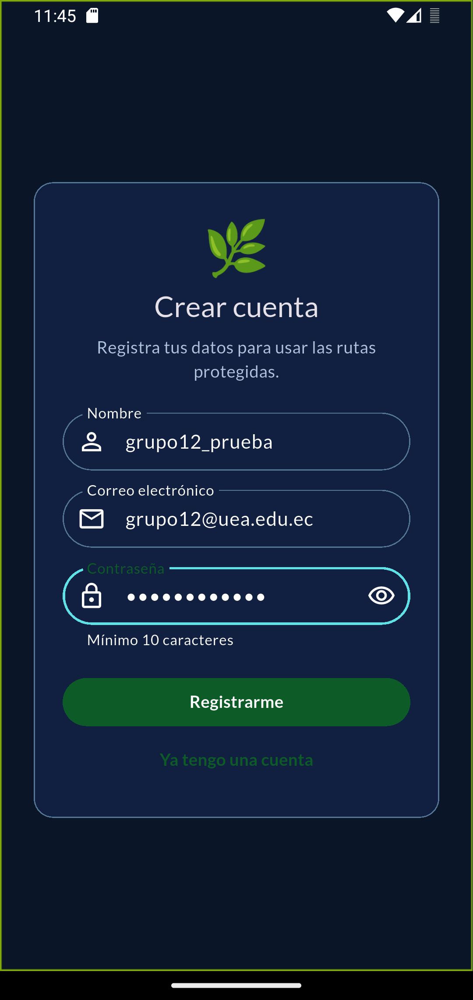 11:45
Crear cuenta
Registra tus datos para usar las rutas
protegidas.
Nombre
grupo12_prueba
Correo electrónico
grupo12@uea.edu.ec
Contraseña
••••••••••••
Mínimo 10 caracteres
Registrarme
Ya tengo una cuenta